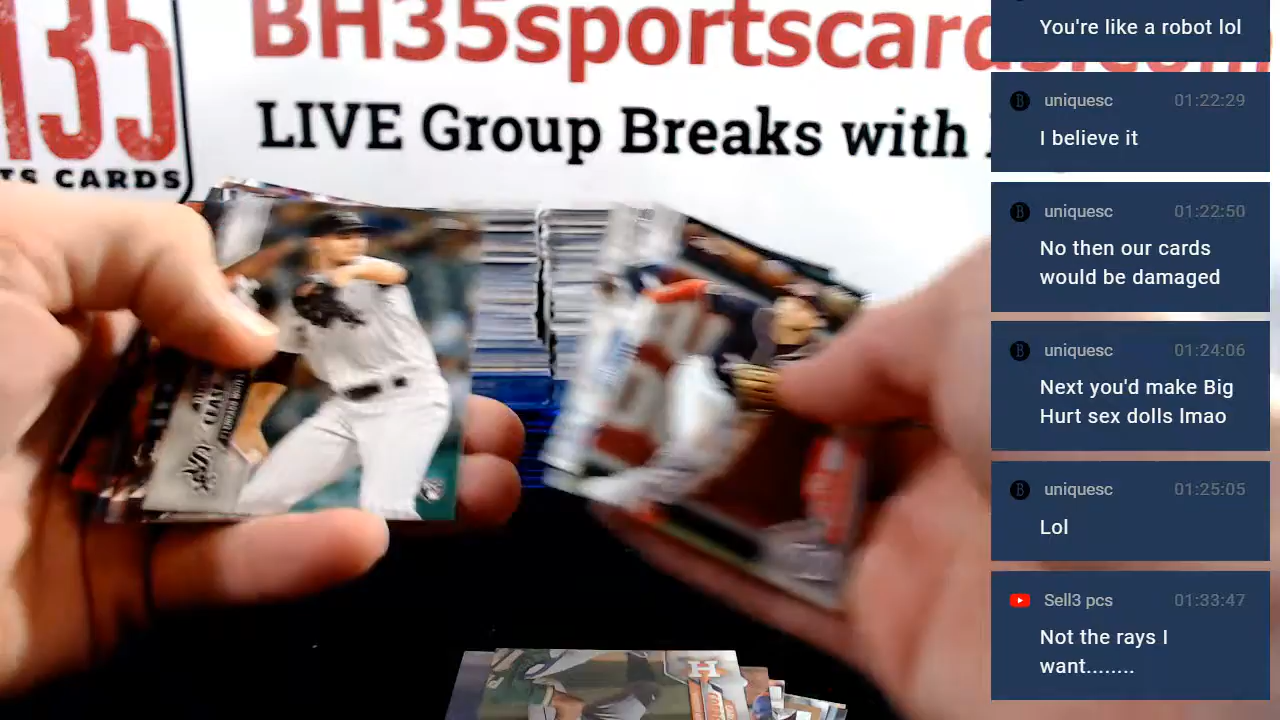 135
BH35sportscards.com
LIVE Group Breaks with
TS CARDS
You're like a robot lol
uniquesc 01:22:29
I believe it
uniquesc 01:22:50
No then our cards
would be damaged
uniquesc 01:24:06
Next you'd make Big
Hurt sex dolls lmao
uniquesc 01:25:05
Lol
Sell3 pcs 01:33:47
Not the rays I
want........